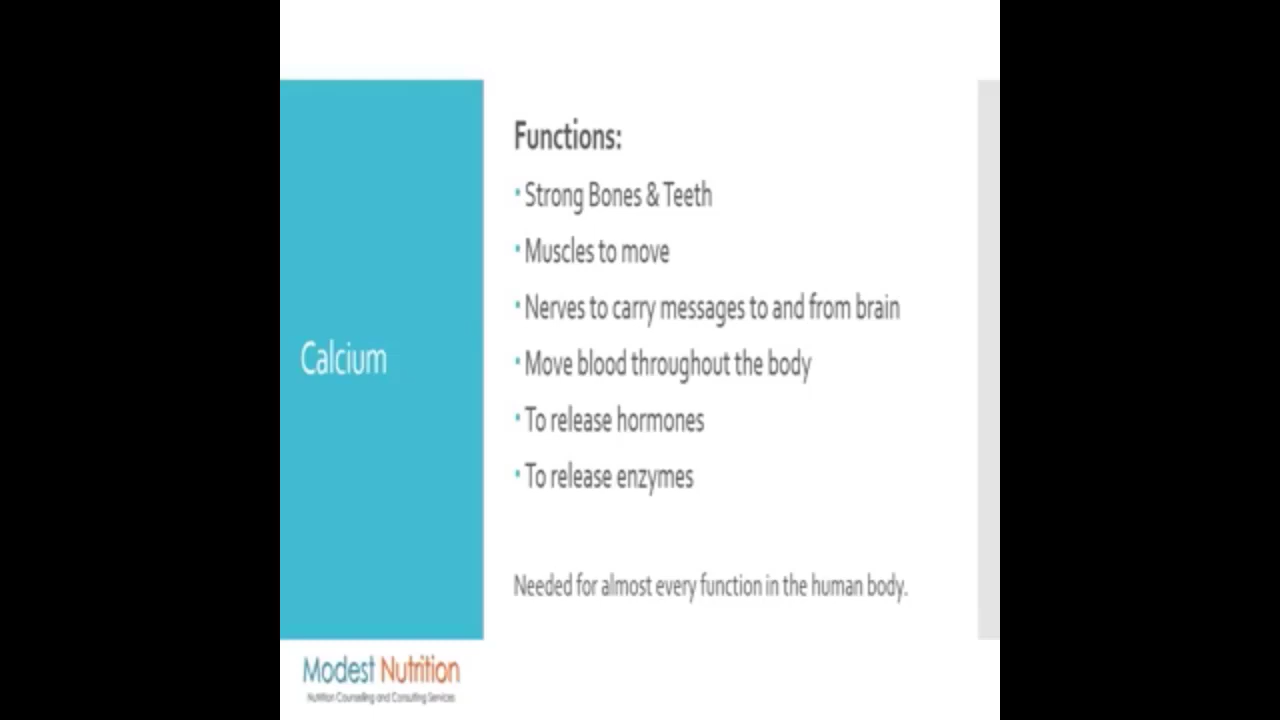 Calcium
Functions:
• Strong Bones & Teeth
• Muscles to move
• Nerves to carry messages to and from brain
• Move blood throughout the body
• To release hormones
• To release enzymes
Needed for almost every function in the human body.
Modest Nutrition
Nutrition Counselling and Consulting Services